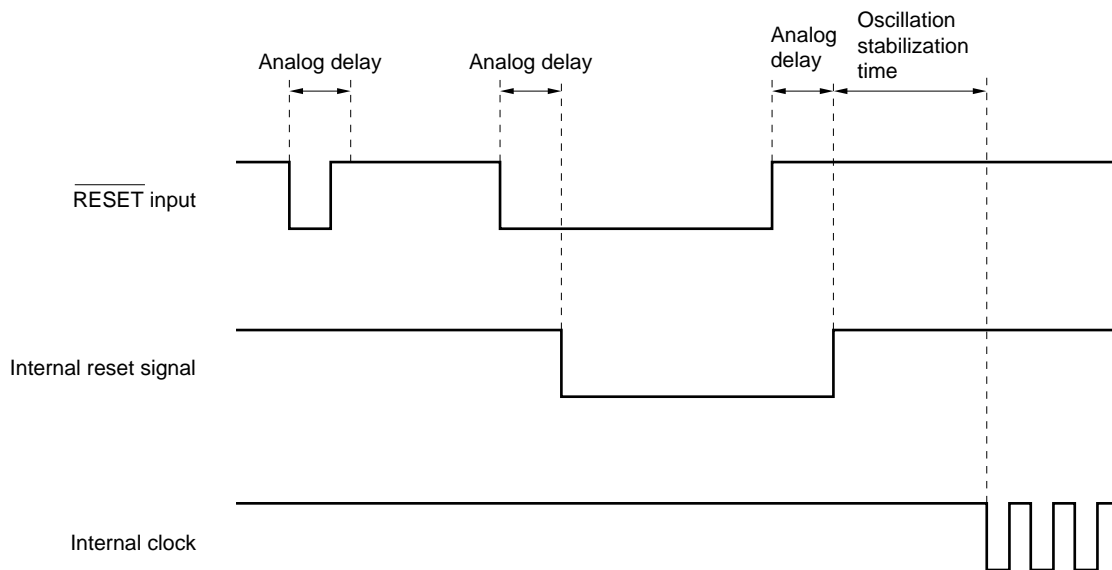 Analog delay
Analog delay
Analog
delay
Oscillation
stabilization
time
RESET input
Internal reset signal
Internal clock